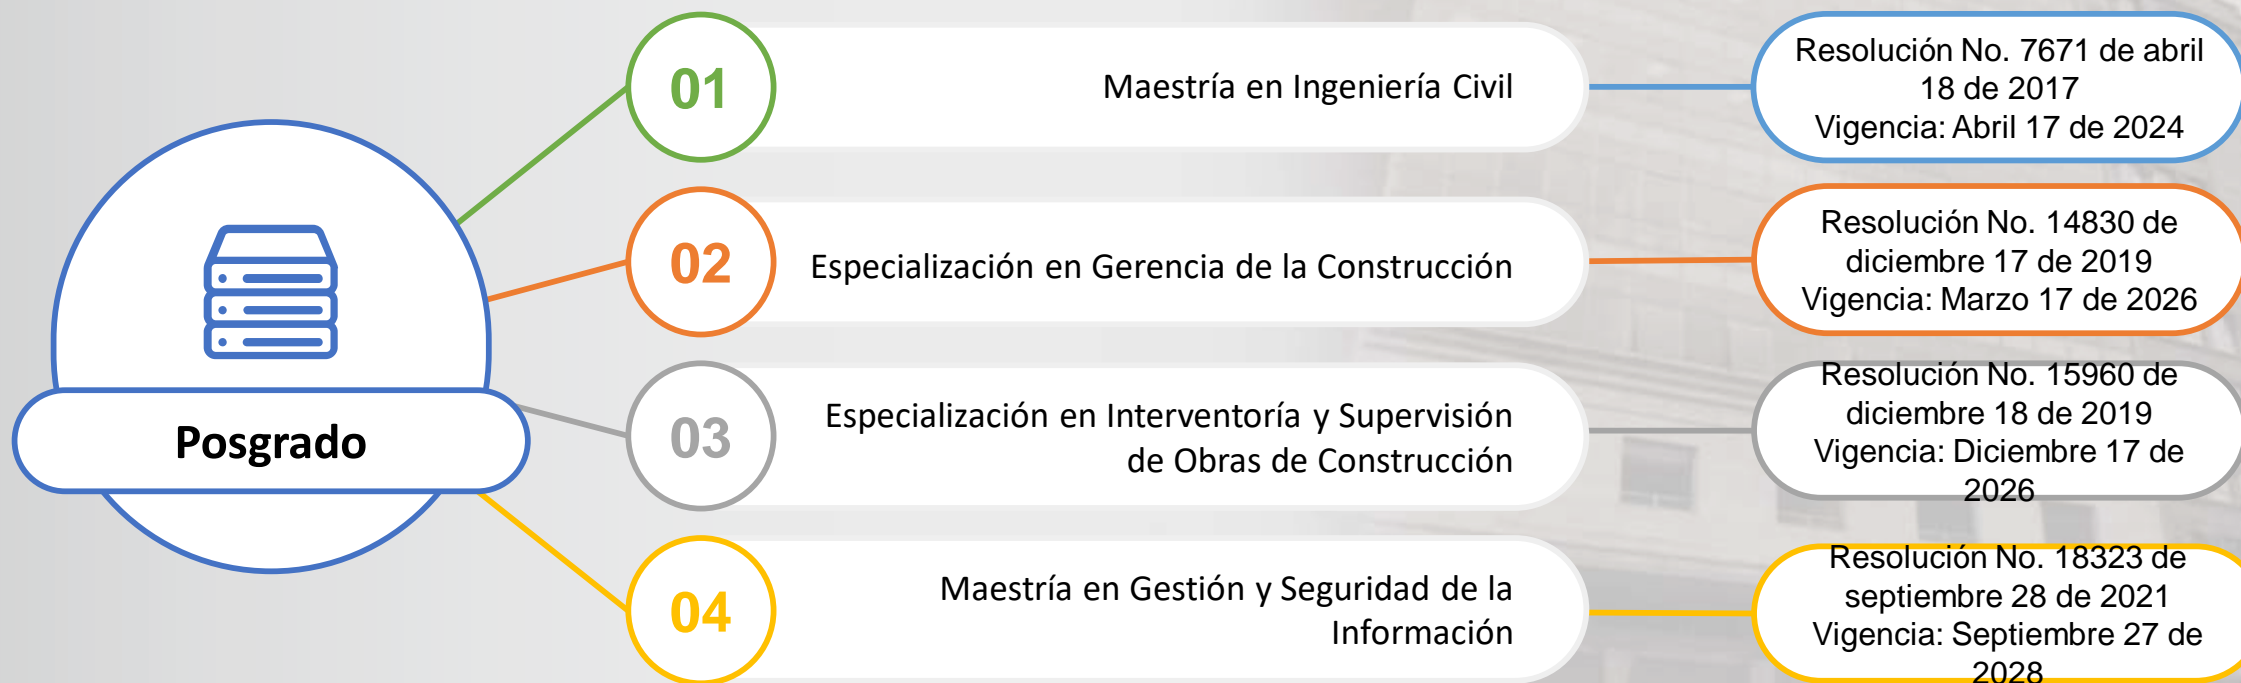 Posgrado
01
Maestría en Ingeniería Civil
Resolución No. 7671 de abril
18 de 2017
Vigencia: Abril 17 de 2024
02
Especialización en Gerencia de la Construcción
Resolución No. 14830 de
diciembre 17 de 2019
Vigencia: Marzo 17 de 2026
03
Especialización en Interventoría y Supervisión
de Obras de Construcción
Resolución No. 15960 de
diciembre 18 de 2019
Vigencia: Diciembre 17 de
2026
04
Maestría en Gestión y Seguridad de la
Información
Resolución No. 18323 de
septiembre 28 de 2021
Vigencia: Septiembre 27 de
2028